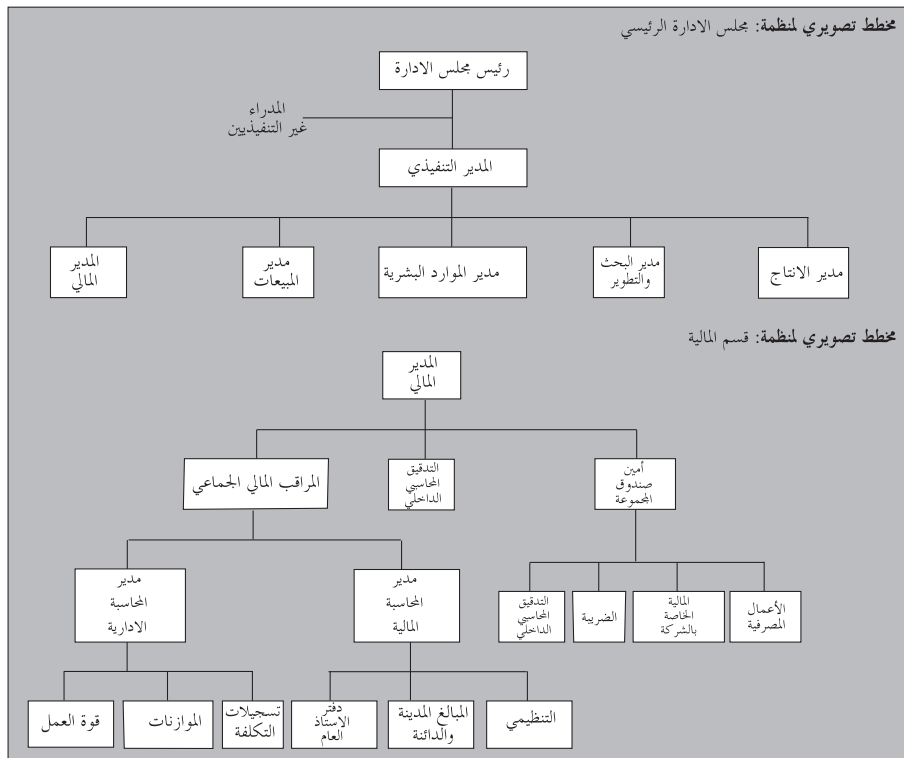 مخطط تصويري لمنظمة: مجلس الادارة الرئيسي
رئيس مجلس الادارة
المدراء
غير التنفيذيين
المدير التنفيذي
مدير الانتاج
مدير البحث
والتطوير
مدير الموارد البشرية
مدير
المبيعات
المدير
المالي
مخطط تصويري لمنظمة: قسم المالية
المدير
المالي
أمين
صندوق
المجموعة
التدقيق
المحاسبي
الداخلي
المراقب المالي الجماعي
الأعمال
المصرفية
المالية
الخاصة
بالشركة
الضريبة
التدقيق
المحاسبي
الداخلي
مدير
المحاسبة
المالية
مدير
المحاسبة
الادارية
التنظيمي
المبالغ المدينة
والدائنة
دفتر
الاستاذ
العام
تسجيلات
التكلفة
الموازنات
قوة العمل